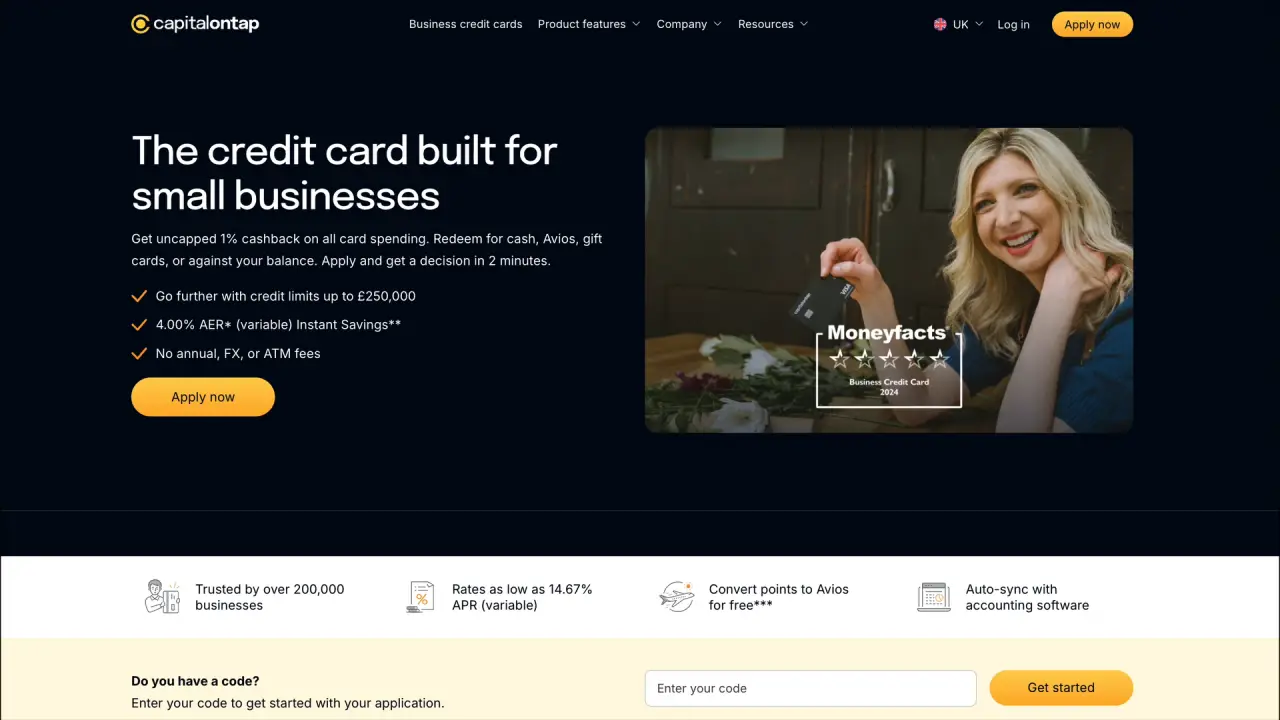 capitalontap
Business credit cards
Product features
Company
Resources
UK
Log in
Apply now
The credit card built for
small businesses
Get uncapped 1% cashback on all card spending. Redeem for cash, Avios, gift
cards, or against your balance. Apply and get a decision in 2 minutes.
Go further with credit limits up to £250,000
4.00% AER* (variable) Instant Savings**
No annual, FX, or ATM fees
Apply now
VISA
Moneyfacts
Business Credit Card
2024
Trusted by over 200,000
businesses
Rates as low as 14.67%
APR (variable)
Convert points to Avios
for free***
Auto-sync with
accounting software
Do you have a code?
Enter your code to get started with your application.
Enter your code
Get started